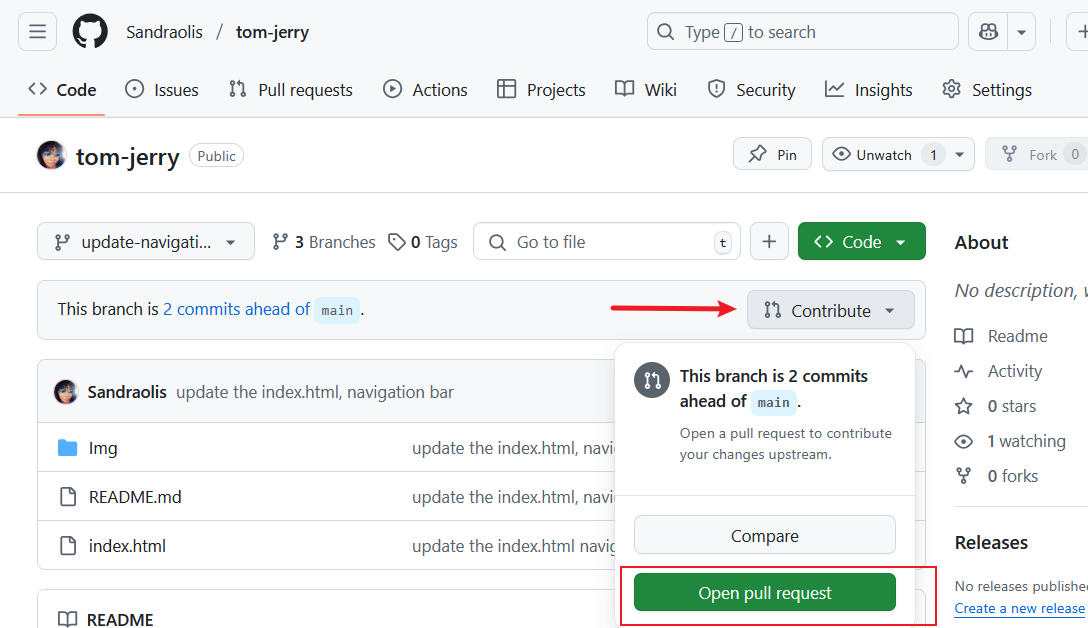 Sandraolis / tom-jerry
Type / to search
Code Issues Pull requests Actions Projects Wiki Security Insights Settings
tom-jerry Public
Pin Unwatch 1 Fork 0
update-navigati... 3 Branches 0 Tags Go to file t Code
About
This branch is 2 commits ahead of main .
Contribute
No description,
Sandraolis update the index.html, navigation bar
This branch is 2 commits
ahead of main .
Open a pull request to contribute
your changes upstream.
Compare
Open pull request
Img update the index.html, navi
README.md update the index.html, navi
index.html update the index.html navig
README
Readme
Activity
0 stars
1 watching
0 forks
Releases
No releases publishe
Create a new release